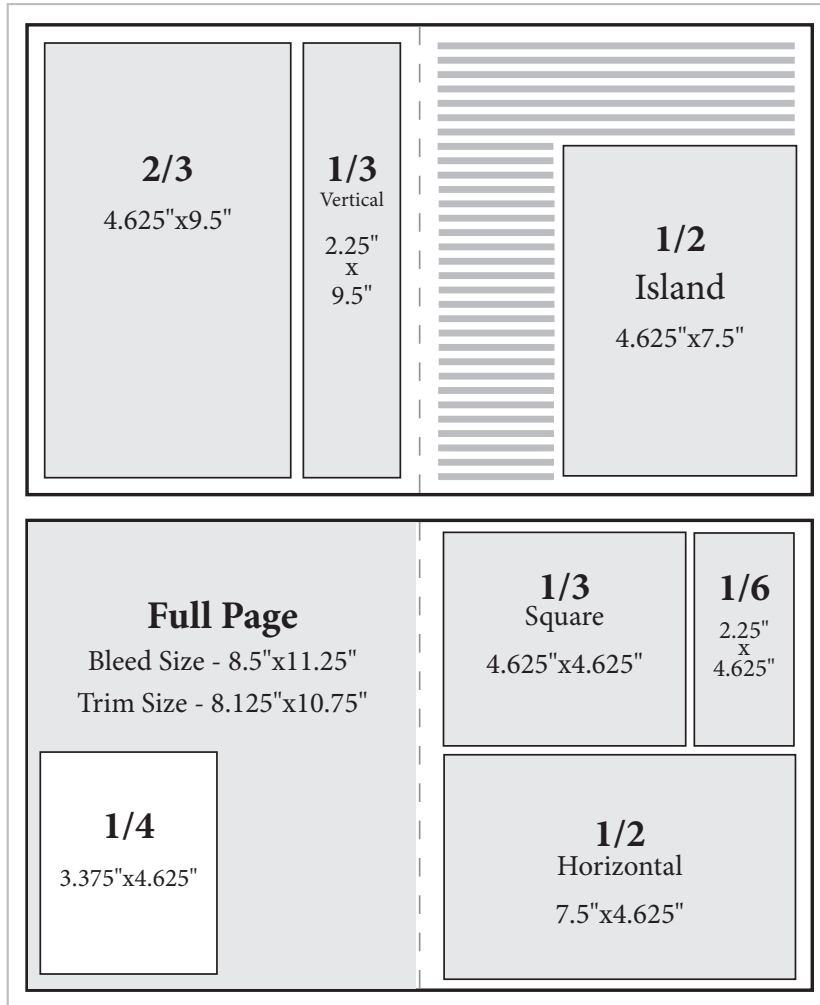 2/3
4.625"x9.5"
1/3
Vertical
2.25"
x
9.5"
1/2
Island
4.625"x7.5"
Full Page
Bleed Size - 8.5"x11.25"
Trim Size - 8.125"x10.75"
1/4
3.375"x4.625"
1/3
Square
4.625"x4.625"
1/6
2.25"
x
4.625"
1/2
Horizontal
7.5"x4.625"